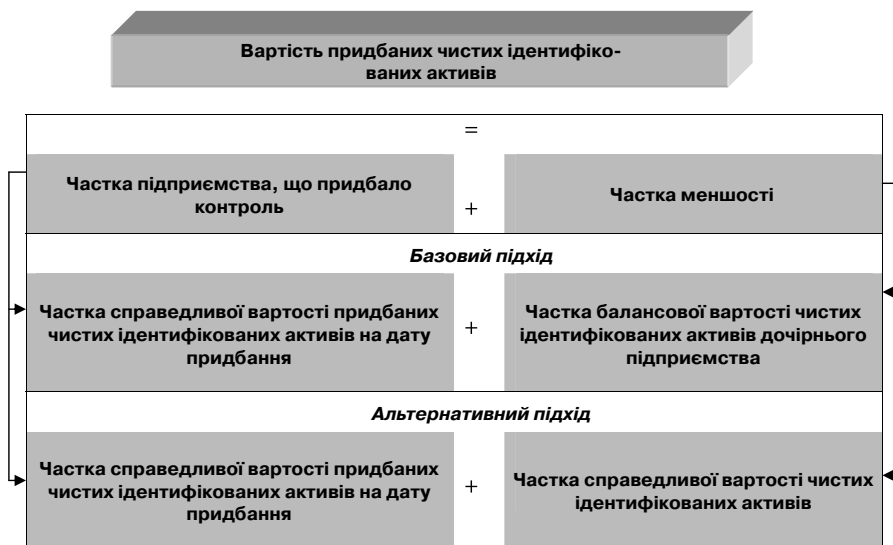 Вартість придбаних чистих ідентифіко-
ваних активів
=
Частка підприємства, що придбало
контроль
+
Частка меншості
Базовий підхід
Частка справедливої вартості придбаних
чистих ідентифікованих активів на дату
придбання
+
Частка балансової вартості чистих
ідентифікованих активів дочірнього
підприємства
Альтернативний підхід
Частка справедливої вартості придбаних
чистих ідентифікованих активів на дату
придбання
+
Частка справедливої вартості чистих
ідентифікованих активів